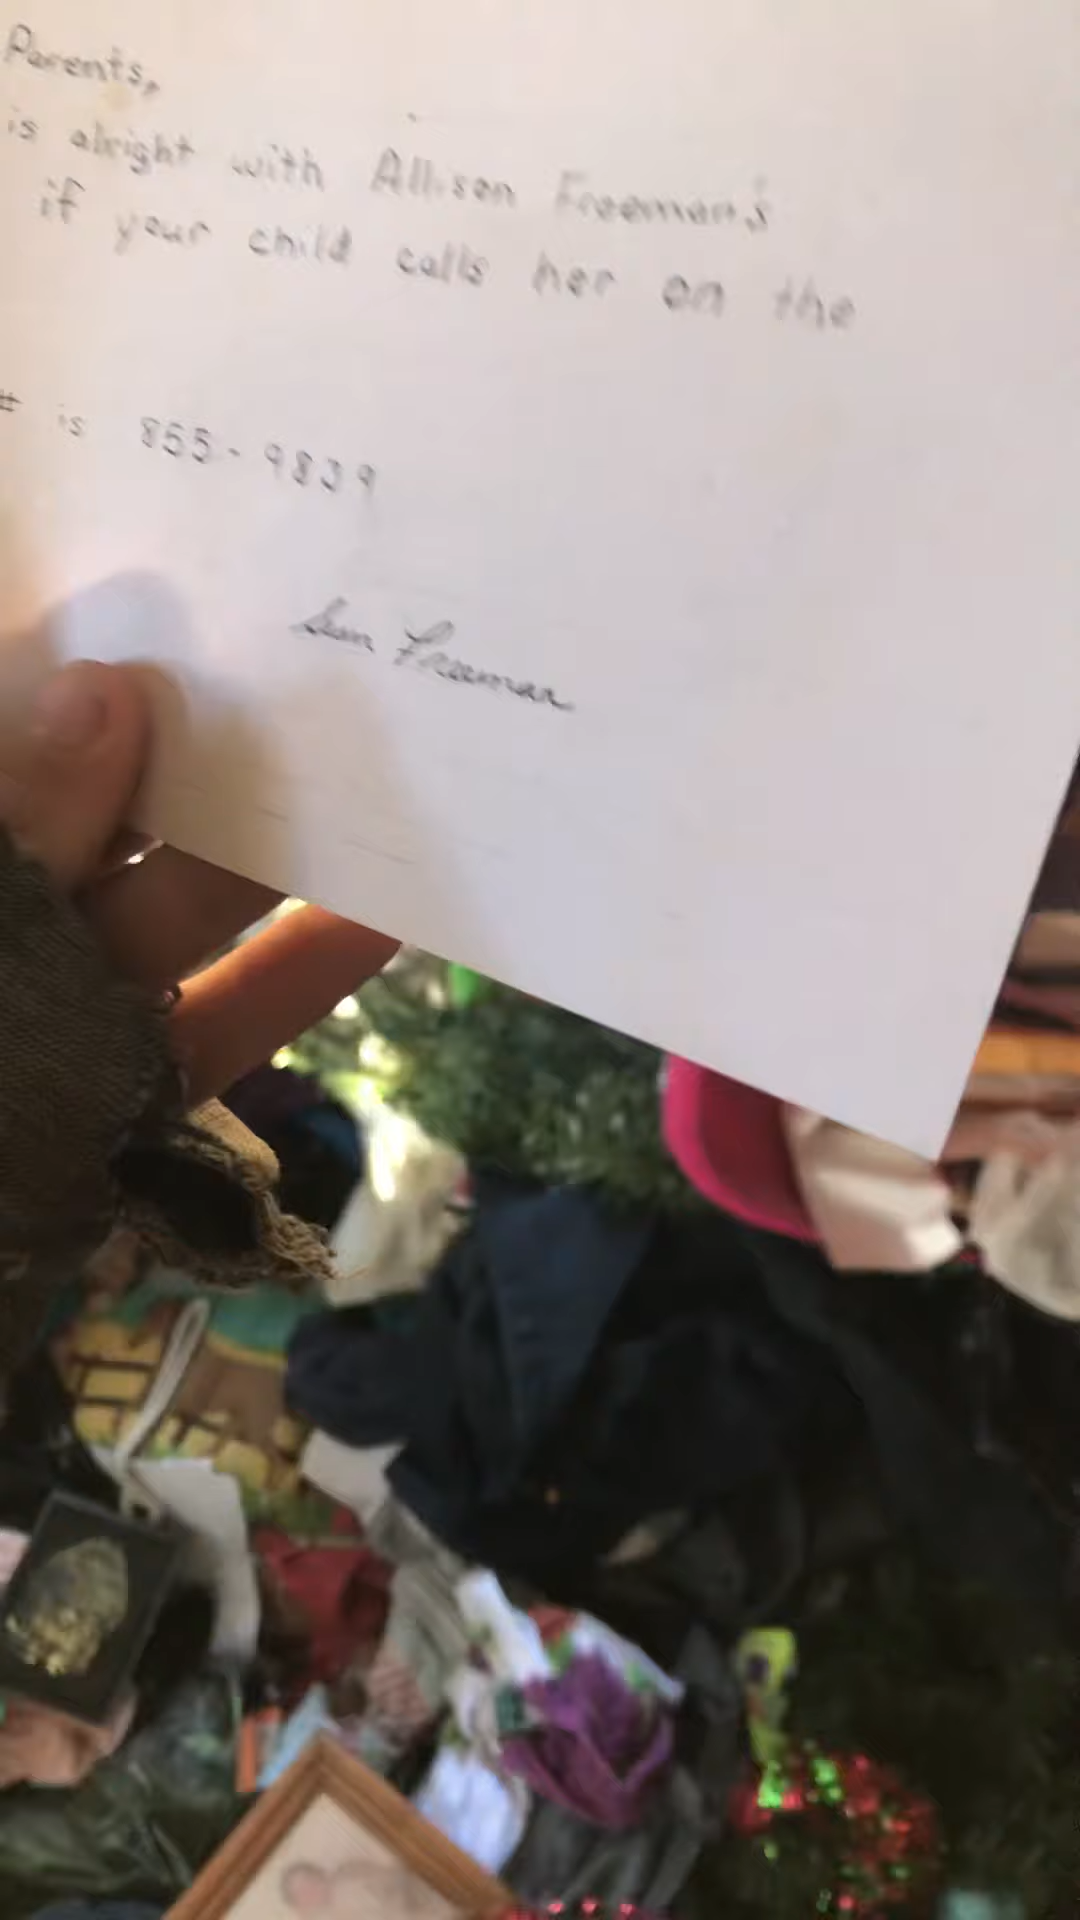 Parents,
is alright with Allison Freeman's
if your child calls her on the
# is 855-9839
Freeman